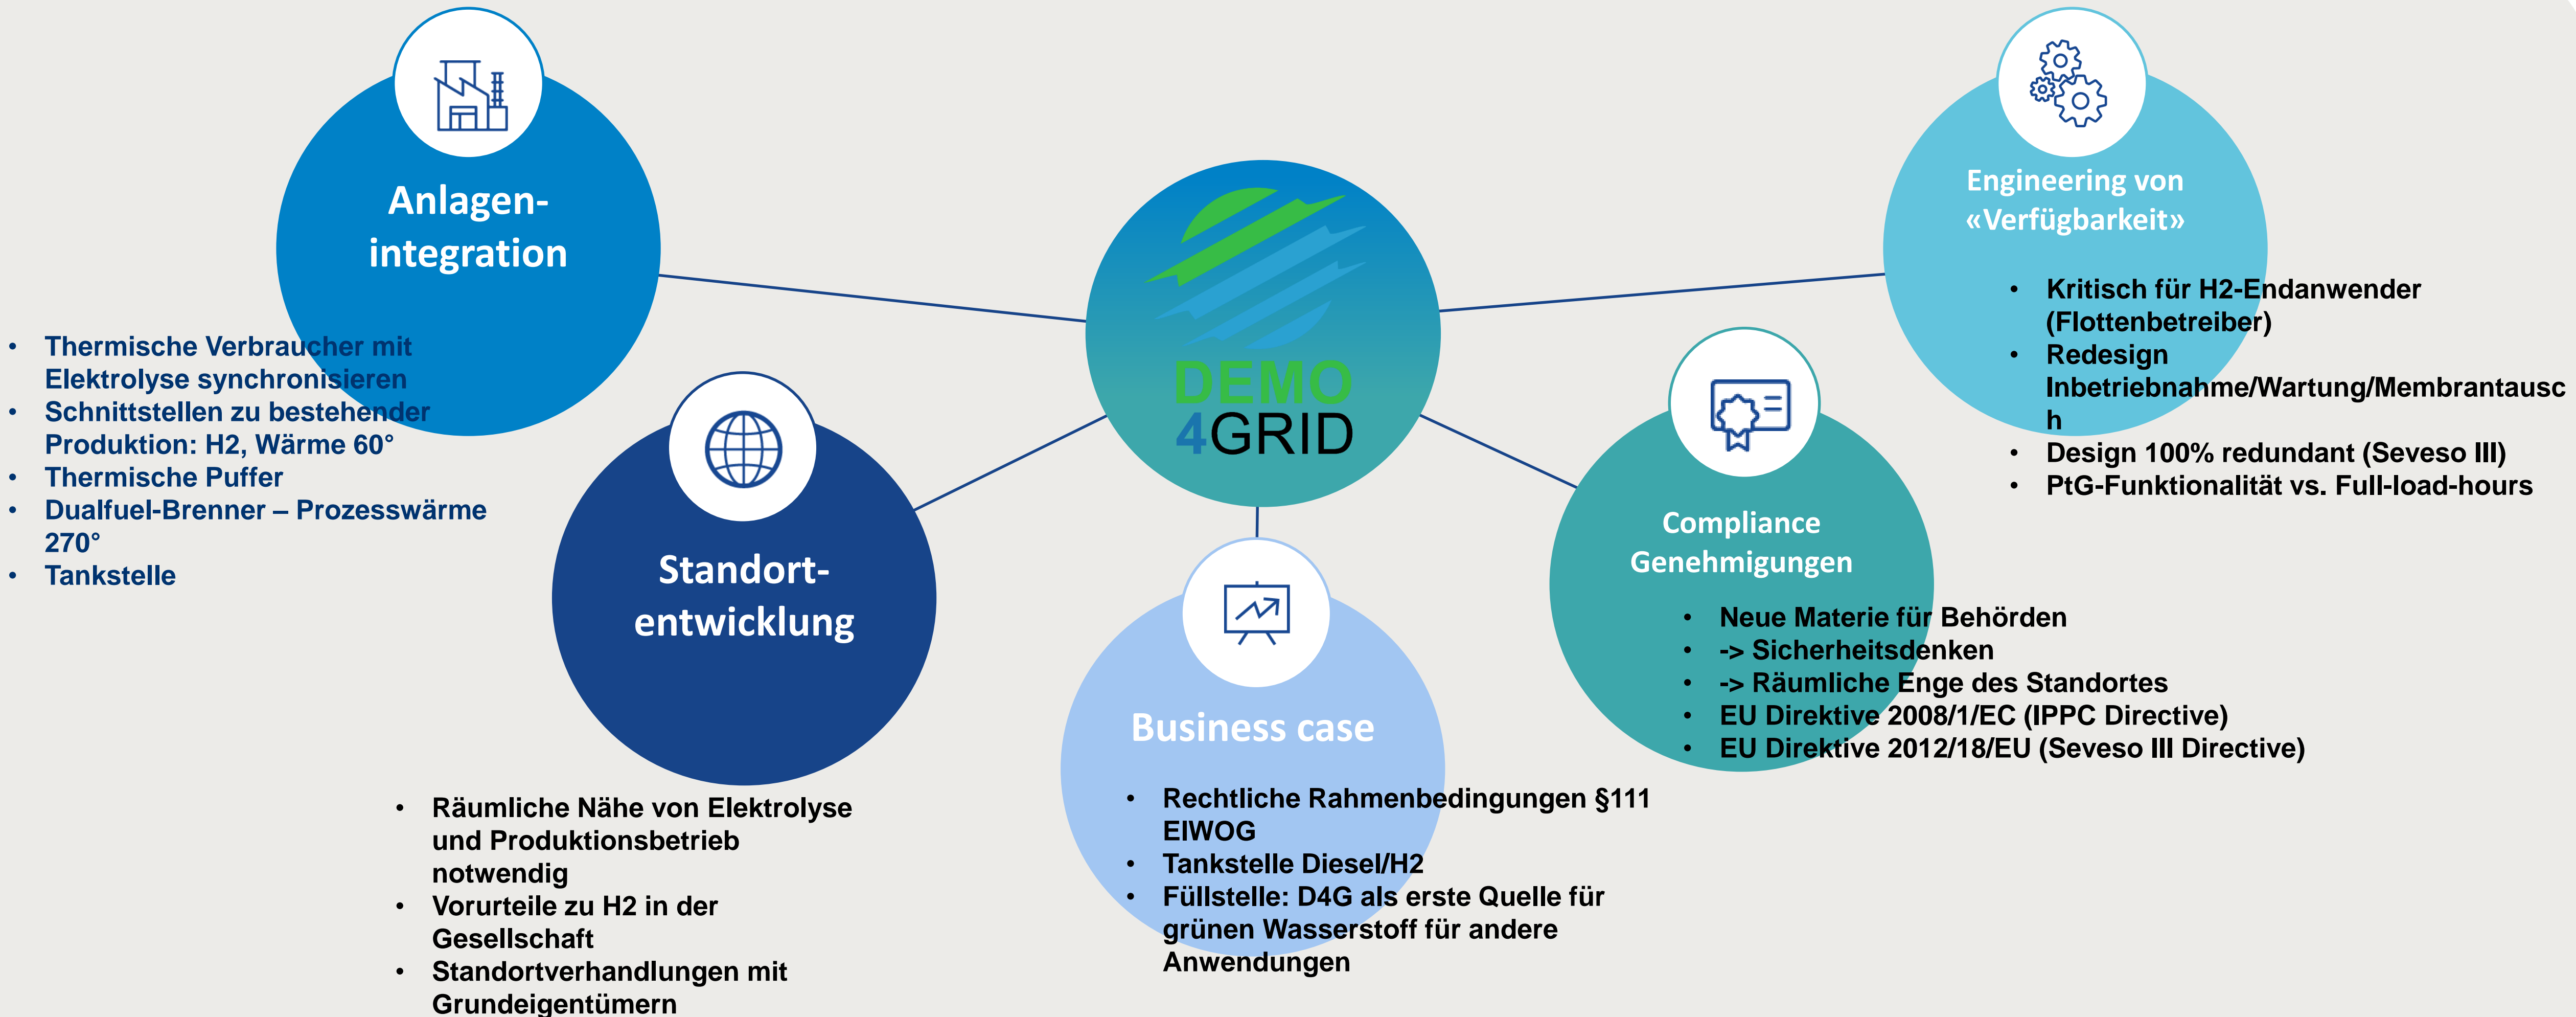 Anlagen-
integration
• Thermische Verbraucher mit
Elektrolyse synchronisieren
• Schnittstellen zu bestehender
Produktion: H2, Wärme 60°
• Thermische Puffer
• Dualfuel-Brenner – Prozesswärme
270°
• Tankstelle
Standort-
entwicklung
• Räumliche Nähe von Elektrolyse
und Produktionsbetrieb
notwendig
• Vorurteile zu H2 in der
Gesellschaft
• Standortverhandlungen mit
Grundeigentümern
DEMO
4GRID
Business case
• Rechtliche Rahmenbedingungen §111
ElWOG
• Tankstelle Diesel/H2
• Füllstelle: D4G als erste Quelle für
grünen Wasserstoff für andere
Anwendungen
Compliance
Genehmigungen
• Neue Materie für Behörden
• -> Sicherheitsdenken
• -> Räumliche Enge des Standortes
• EU Direktive 2008/1/EC (IPPC Directive)
• EU Direktive 2012/18/EU (Seveso III Directive)
Engineering von
«Verfügbarkeit»
• Kritisch für H2-Endanwender
(Flottenbetreiber)
• Redesign
Inbetriebnahme/Wartung/Membrantausc
h
• Design 100% redundant (Seveso III)
• PtG-Funktionalität vs. Full-load-hours